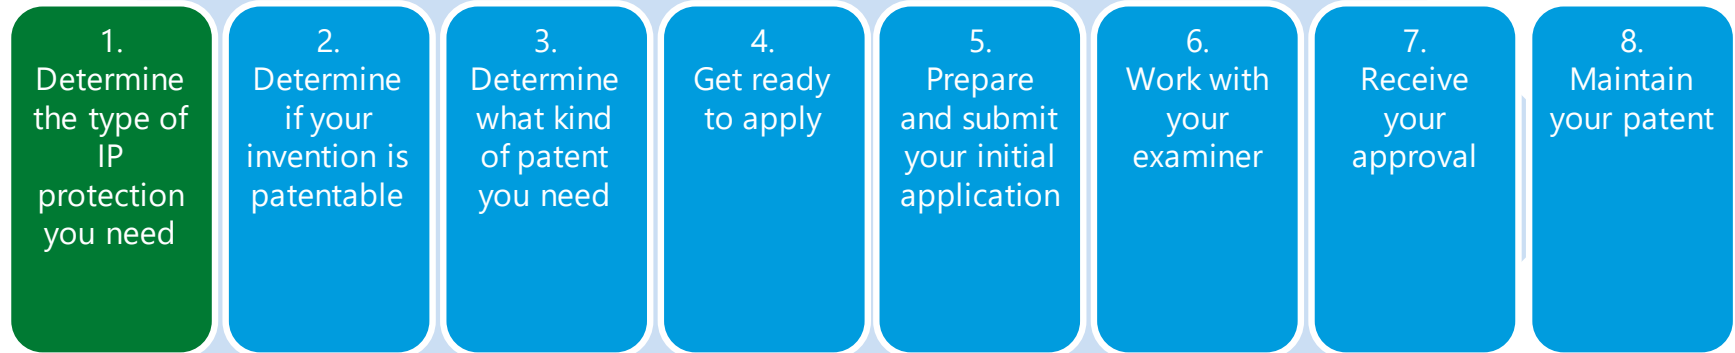 1.
Determine
the type of
IP
protection
you need
2.
Determine
if your
invention is
patentable
3.
Determine
what kind
of patent
you need
4.
Get ready
to apply
5.
Prepare
and submit
your initial
application
6.
Work with
your
examiner
7.
Receive
your
approval
8.
Maintain
your patent